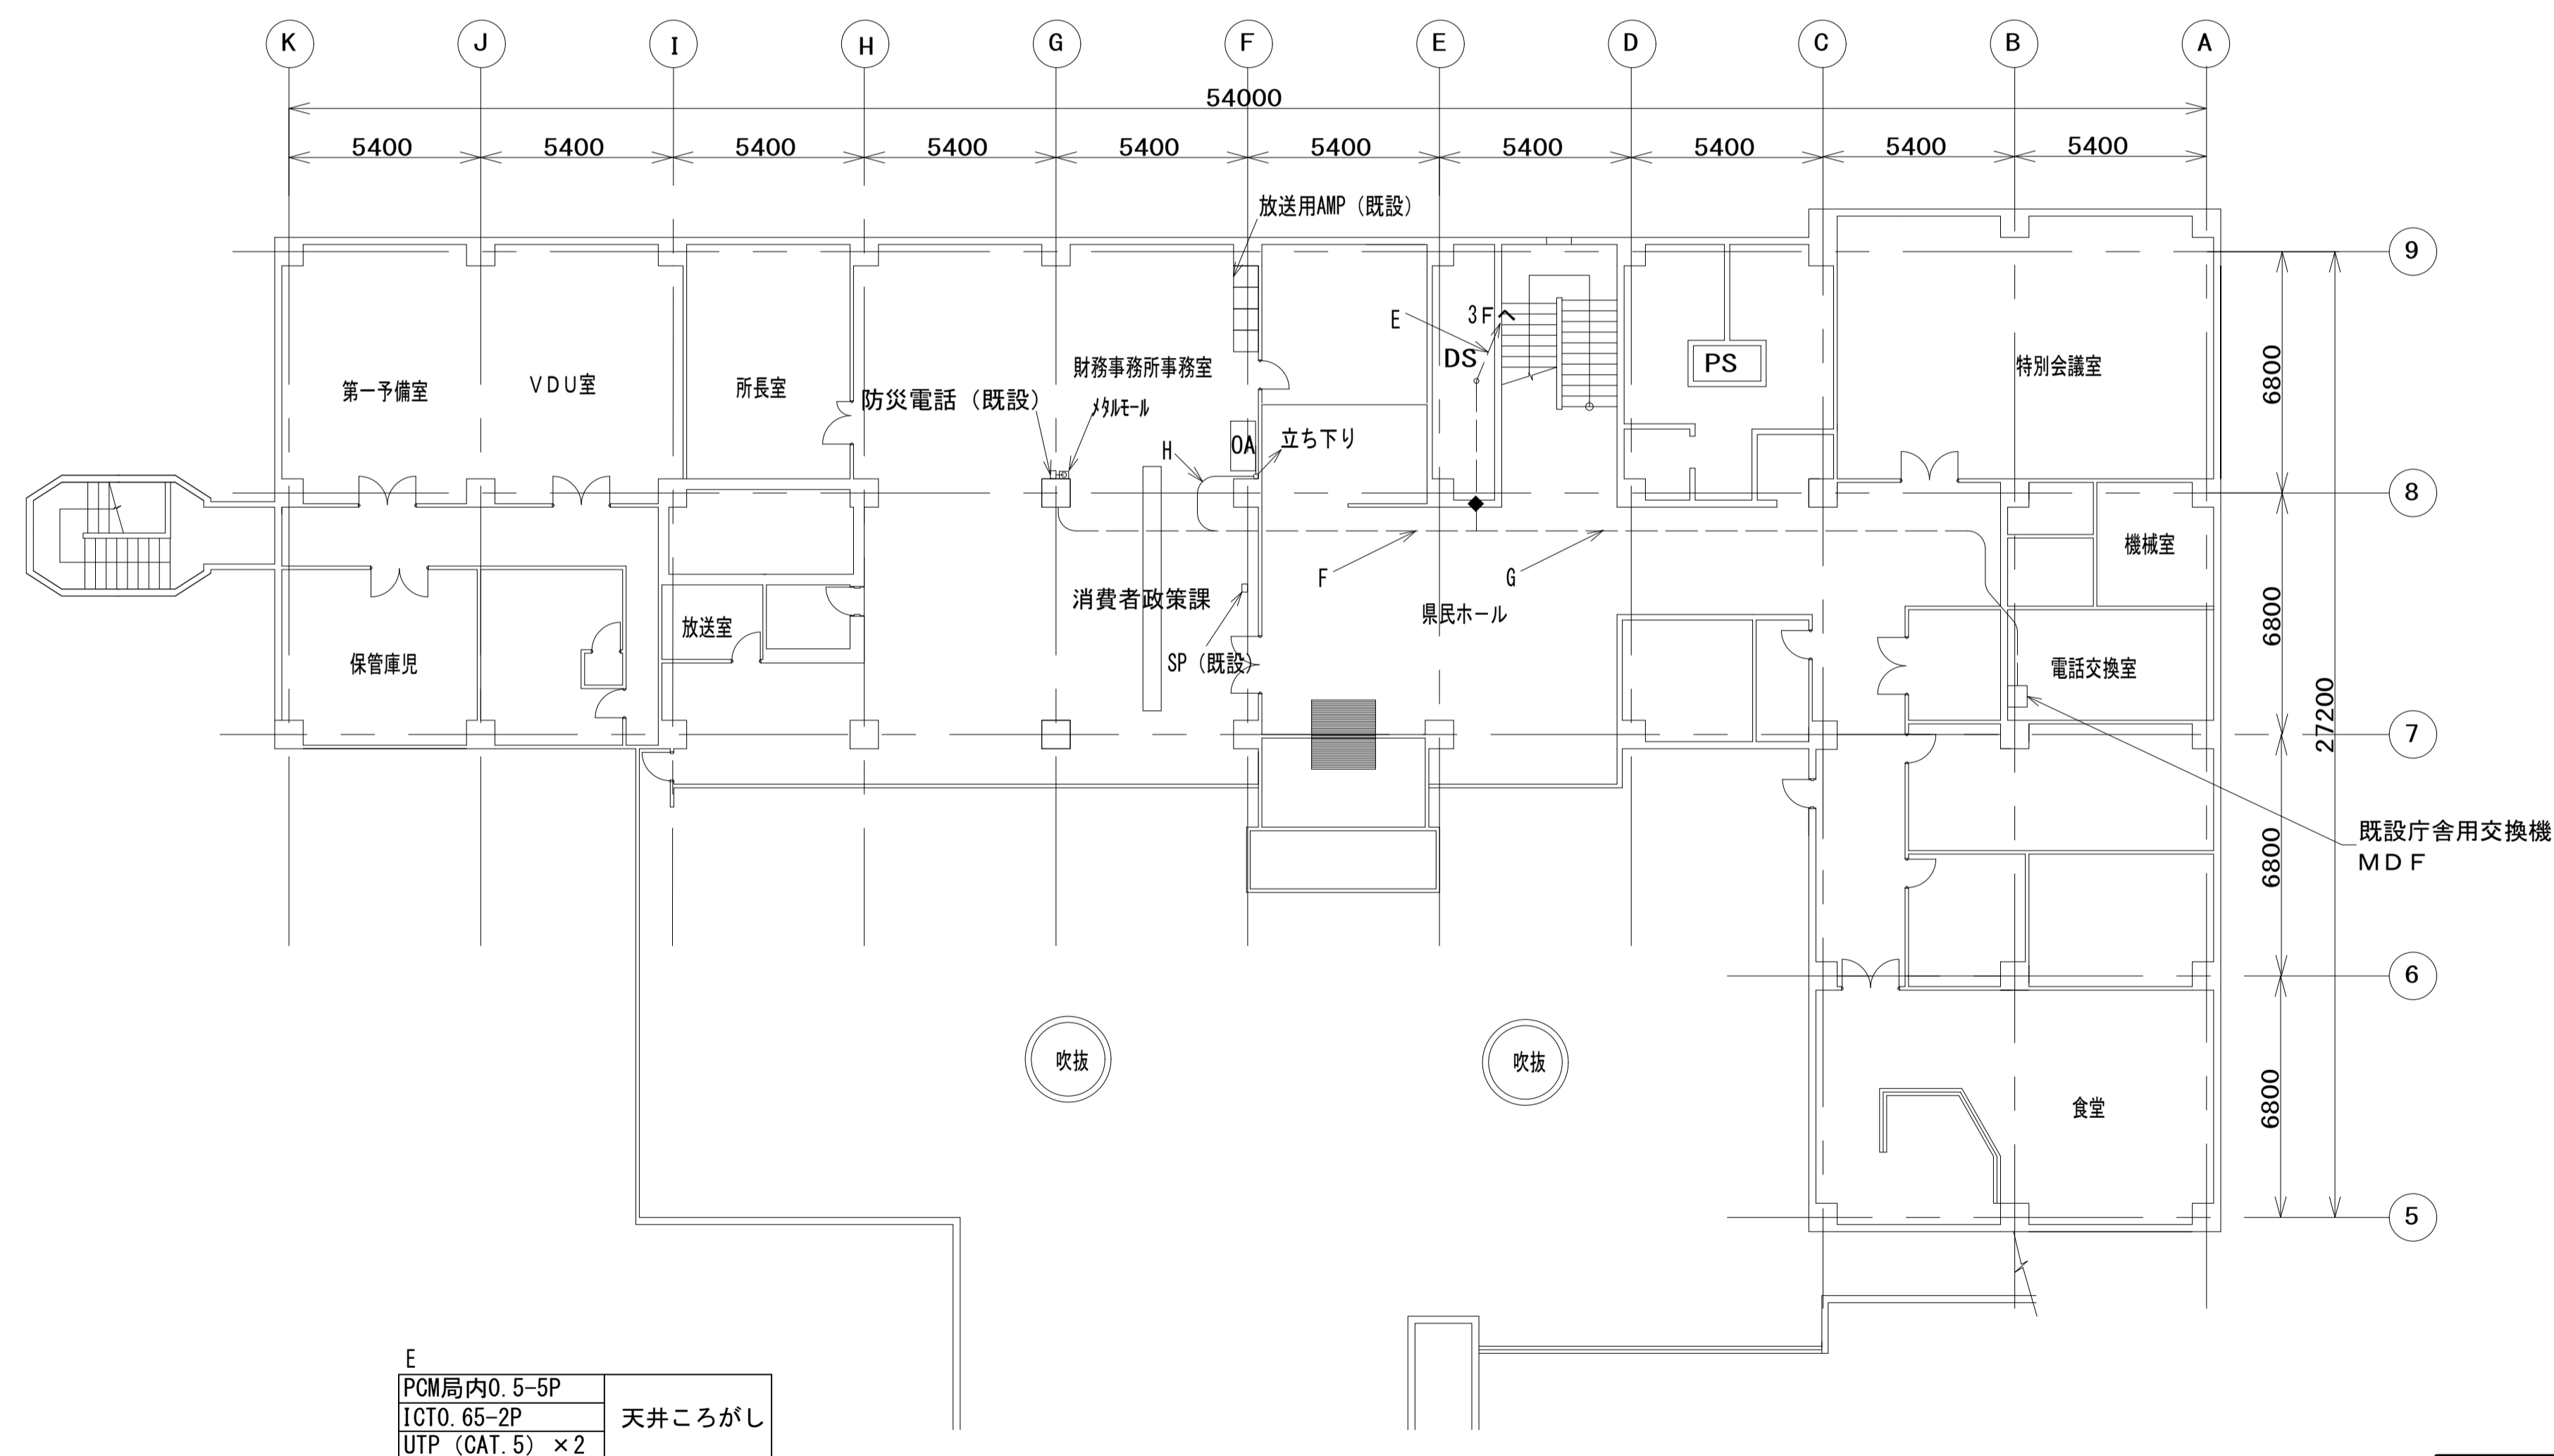 K J I H G F E D C B A
54000
5400 5400 5400 5400 5400 5400 5400 5400 5400 5400
放送用AMP（既設）
9
E
3Fへ
DS
PS
財務事務所事務室
特別会議室
6800
第一予備室
VDU室
所長室
防災電話（既設）
メタルモール
H
OA
立ち下り
8
機械室
F
G
消費者政策課
県民ホール
6800
放送室
保管庫児
SP（既設）
電話交換室
27200
7
既設庁舎用交換機
MDF
6800
6
吹抜
吹抜
食堂
6800
5
E
PCM局内0.5-5P
ICT0.65-2P
天井ころがし
UTP（CAT.5）×2